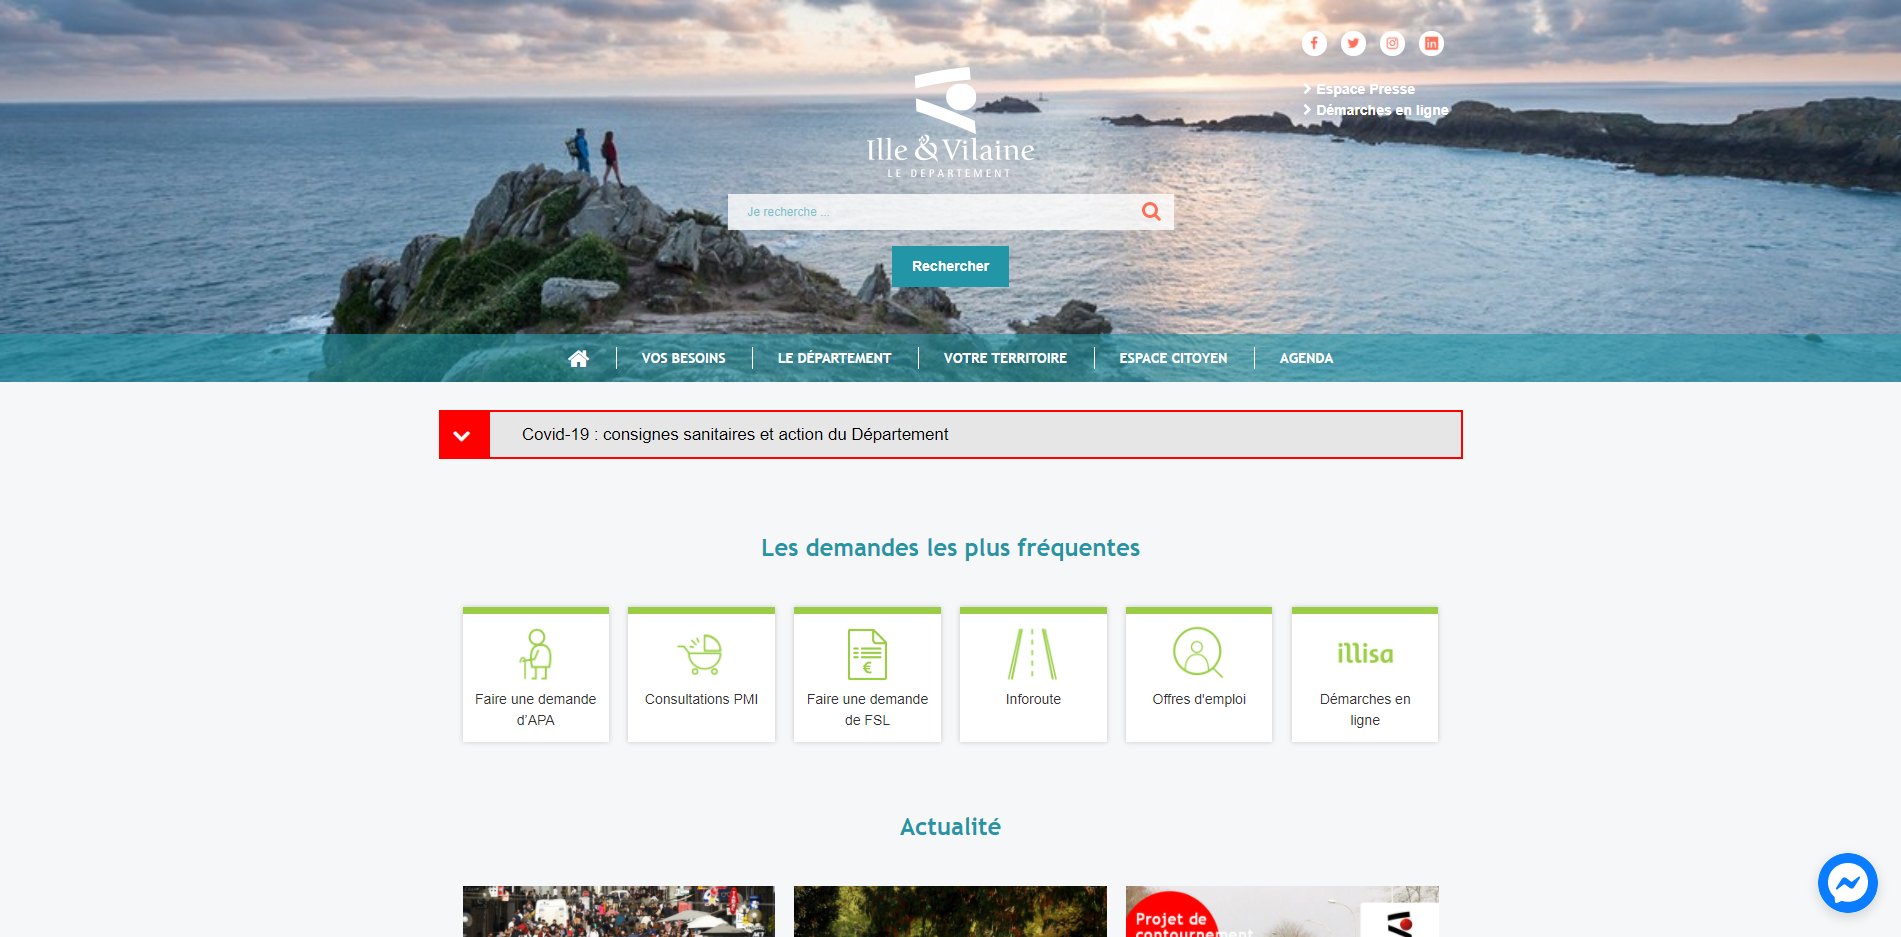 Espace Presse
Démarches en ligne
Ille & Vilaine
LE DÉPARTEMENT
Je recherche ...
Rechercher
VOS BESOINS
LE DÉPARTEMENT
VOTRE TERRITOIRE
ESPACE CITOYEN
AGENDA
Covid-19 : consignes sanitaires et action du Département
Les demandes les plus fréquentes
Faire une demande
d'APA
Consultations PMI
Faire une demande
de FSL
Inforoute
Offres d'emploi
illisa
Démarches en
ligne
Actualité
Projet de
contournement